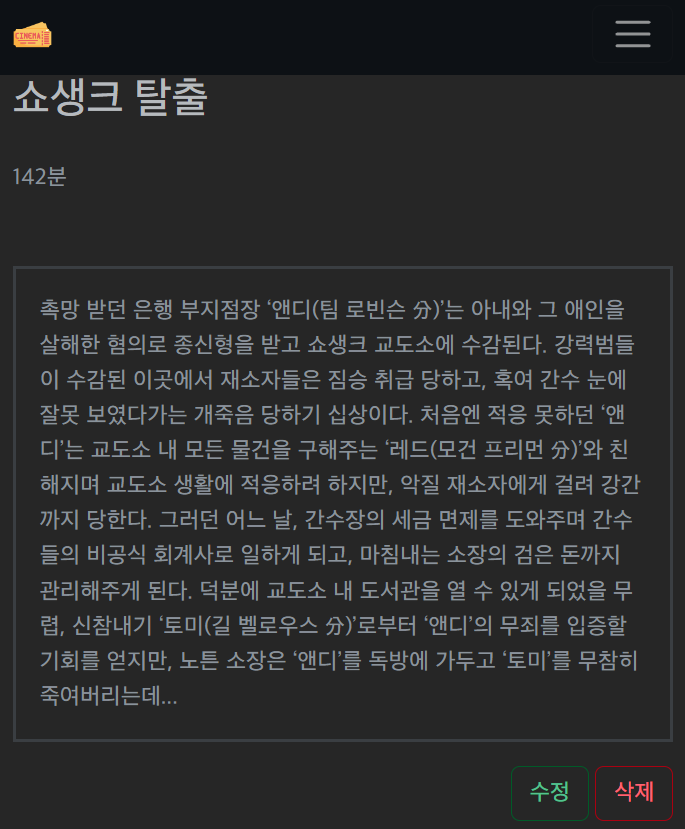 CINEMA
쇼생크 탈출
142분
촉망 받던 은행 부지점장 ‘앤디(팀 로빈슨 分)’는 아내와 그 애인을
살해한 혐의로 종신형을 받고 쇼생크 교도소에 수감된다. 강력범들
이 수감된 이곳에서 재소자들은 짐승 취급 당하고, 혹여 간수 눈에
잘못 보였다가는 개죽음 당하기 십상이다. 처음엔 적응 못하던 ‘앤
디’는 교도소 내 모든 물건을 구해주는 ‘레드(모건 프리먼 分)’와 친
해지며 교도소 생활에 적응하려 하지만, 악질 재소자에게 걸려 강간
까지 당한다. 그러던 어느 날, 간수장의 세금 면제를 도와주며 간수
들의 비공식 회계사로 일하게 되고, 마침내는 소장의 검은 돈까지
관리해주게 된다. 덕분에 교도소 내 도서관을 열 수 있게 되었을 무
렵, 신참내기 ‘토미(길 벨로우스 分)’로부터 ‘앤디’의 무죄를 입증할
기회를 얻지만, 노튼 소장은 ‘앤디’를 독방에 가두고 ‘토미’를 무참히
죽여버리는데...
수정 삭제